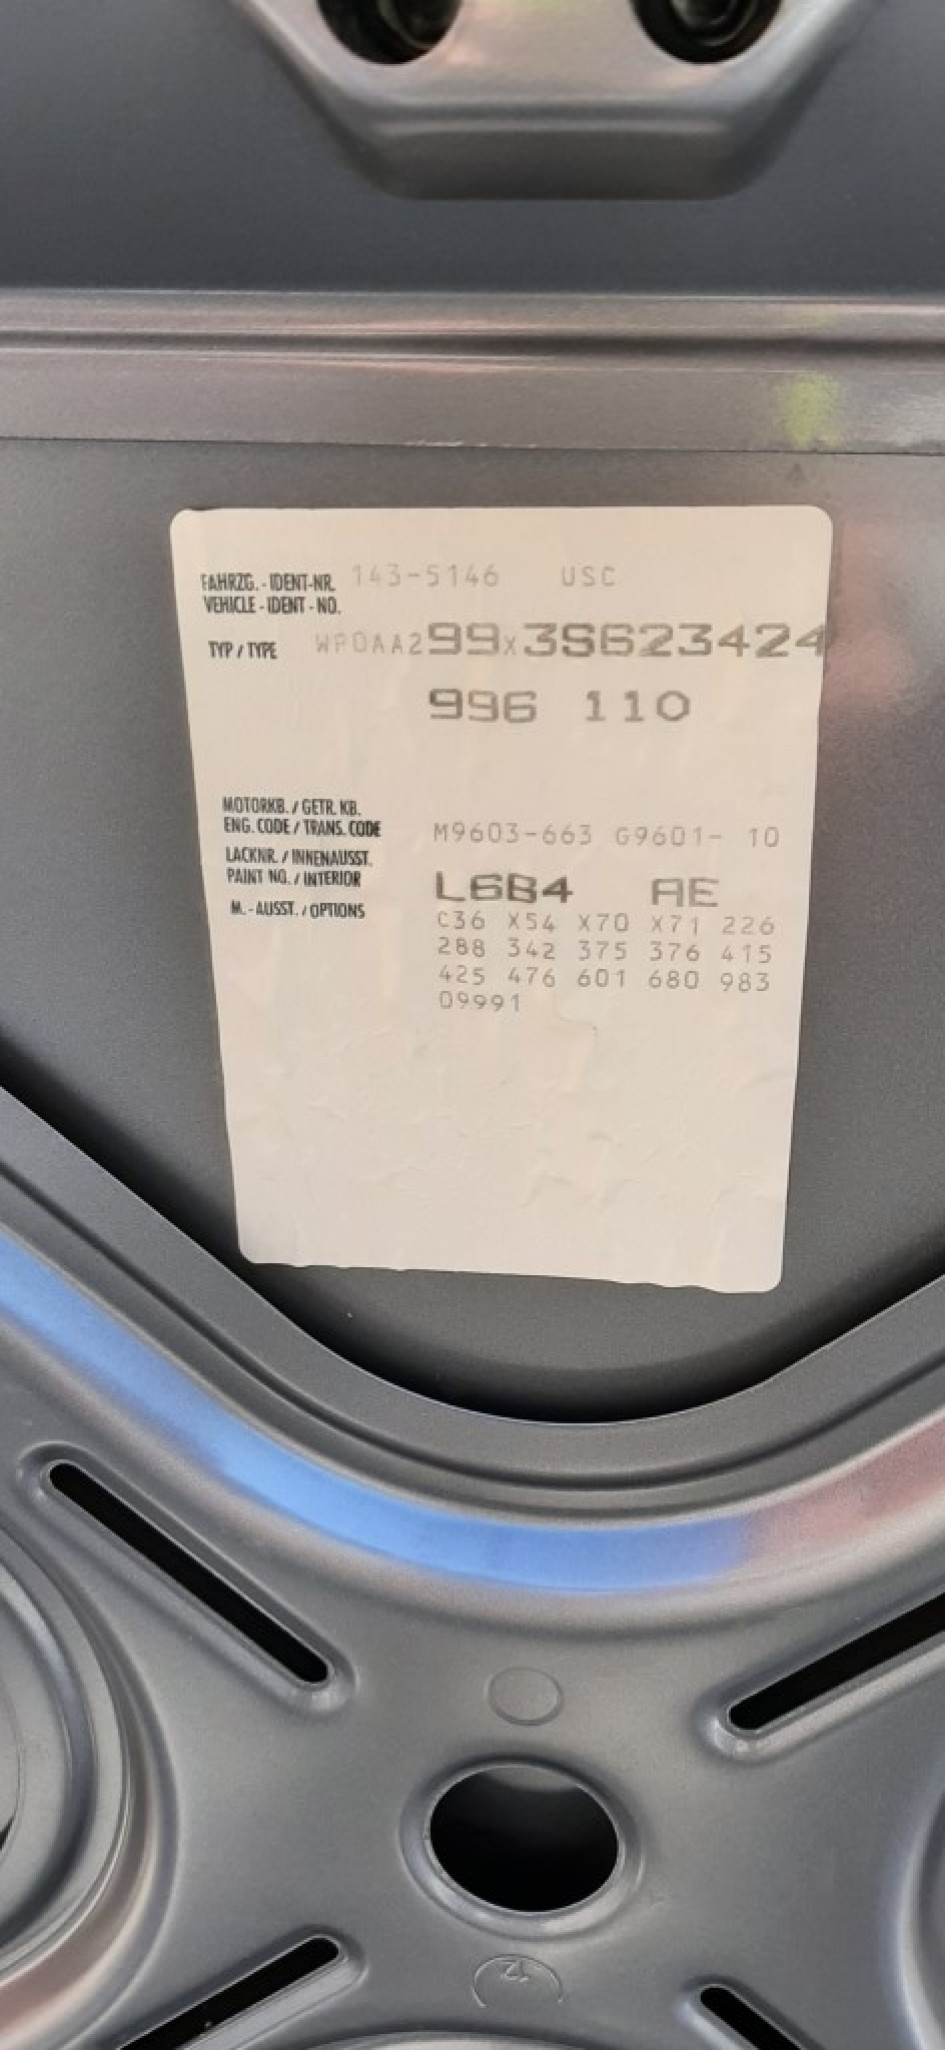 FAHRZG.-IDENT-NR. 143-5146 USC
VEHICLE-IDENT-NO.
TYP/TYPE WP0AA299X3S623424
996 110
MOTORKB./GETR.KB.
ENG. CODE/TRANS. CODE M9603-663 G9601- 10
LACKNR./INNENAUSST.
PAINT NO./INTERIOR L6B4 AE
M.-AUSST./OPTIONS C36 X54 X70 X71 226
288 342 375 376 415
425 476 601 680 983
09991
12